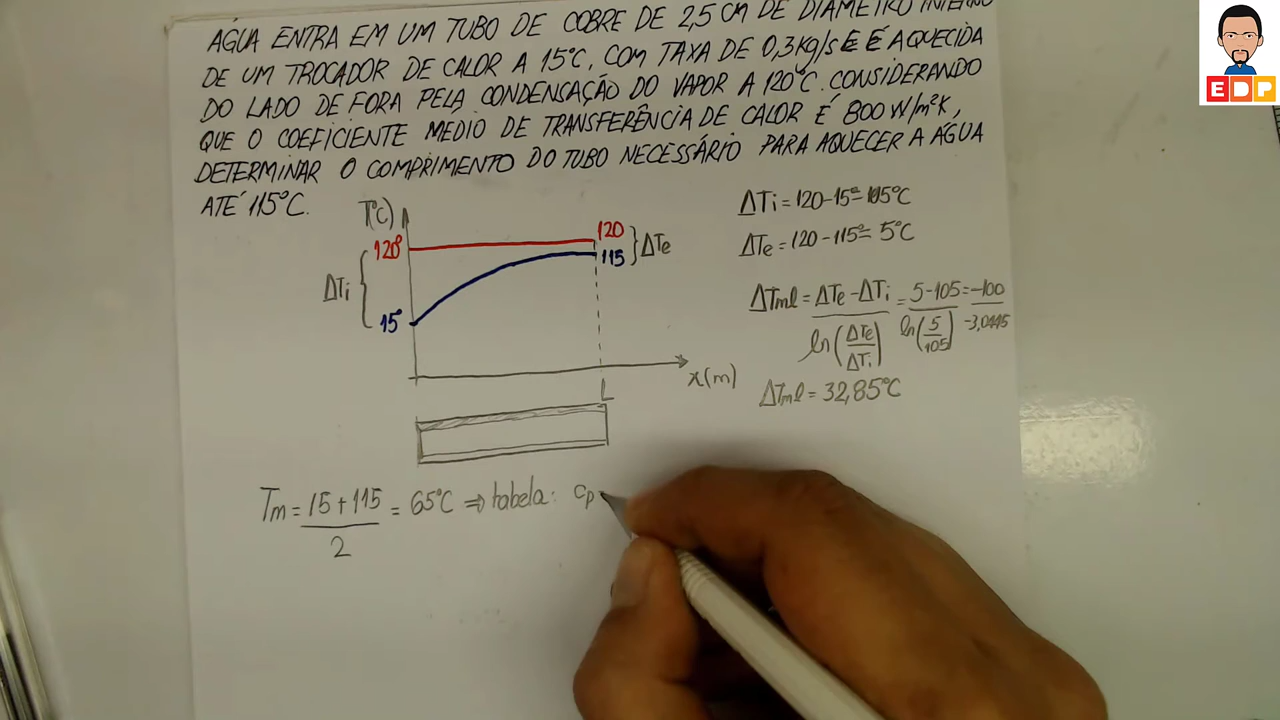 ÁGUA ENTRA EM UM TUBO DE COBRE DE 2,5 CM DE DIÂMETRO INTERNO
DE UM TROCADOR DE CALOR A 15°C, COM TAXA DE 0,3 Kg/s E É AQUECIDA
DO LADO DE FORA PELA CONDENSAÇÃO DO VAPOR A 120°C. CONSIDERANDO
QUE O COEFICIENTE MÉDIO DE TRANSFERÊNCIA DE CALOR É 800 W/m²K,
DETERMINAR O COMPRIMENTO DO TUBO NECESSÁRIO PARA AQUECER A ÁGUA
ATÉ 115°C.
EDP
T(°C)
120°
120
115
ΔTe
ΔTi
15°
L
x(m)
ΔTi = 120-15 = 105°C
ΔTe = 120-115 = 5°C
ΔTml = ΔTe - ΔTi / ln(ΔTe/ΔTi) = 5-105 / ln(5/105) = -100 / -3,0445
ΔTml = 32,85°C
Tm = 15+115 / 2 = 65°C ⇒ tabela: cp